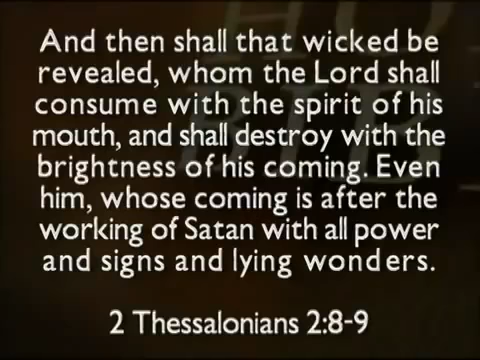 And then shall that wicked be
revealed, whom the Lord shall
consume with the spirit of his
mouth, and shall destroy with the
brightness of his coming. Even
him, whose coming is after the
working of Satan with all power
and signs and lying wonders.
2 Thessalonians 2:8-9